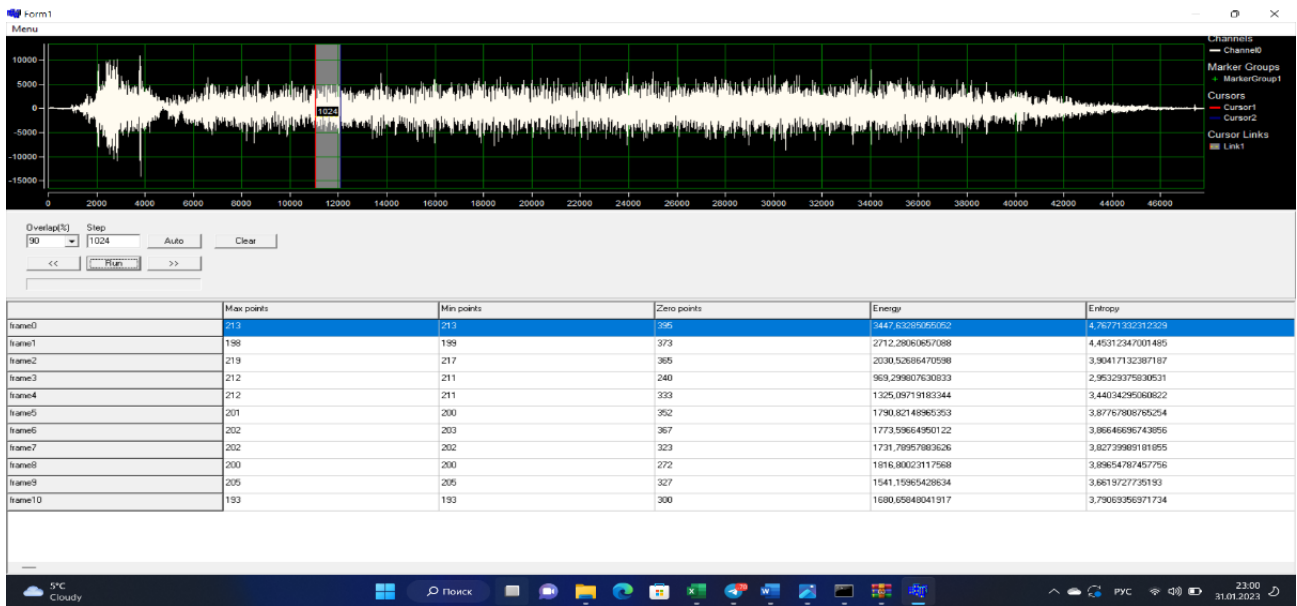 Form1
Menu
10000
5000
0
-5000
-10000
-15000
1024
0 2000 4000 6000 8000 10000 12000 14000 16000 18000 20000 22000 24000 26000 28000 30000 32000 34000 36000 38000 40000 42000 44000 46000
Channels
Channel0
Marker Groups
MarkerGroup1
Cursors
Cursor1
Cursor2
Cursor Links
Link1
Overlap(%) Step
90 1024 Auto Clear
<< Run >>
Max points Min points Zero points Energy Entropy
frame0 213 213 395 3447,63285055052 4,76771332312329
frame1 198 199 373 2712,28060657088 4,45312347001485
frame2 219 217 365 2030,52686470598 3,90417132387187
frame3 212 211 240 969,299807630833 2,95329375830531
frame4 212 211 333 1325,09719183344 3,44034295060822
frame5 201 200 352 1790,82148965353 3,87767808765254
frame6 202 203 367 1773,59664950122 3,86646696743856
frame7 202 202 323 1731,78957883626 3,82739989181855
frame8 200 200 272 1816,80023117568 3,89654787457756
frame9 205 205 327 1541,15965428634 3,6619727735193
frame10 193 193 300 1680,65848041917 3,79069356971734
5°C
Cloudy
Поиск
РУС
23:00
31.01.2023